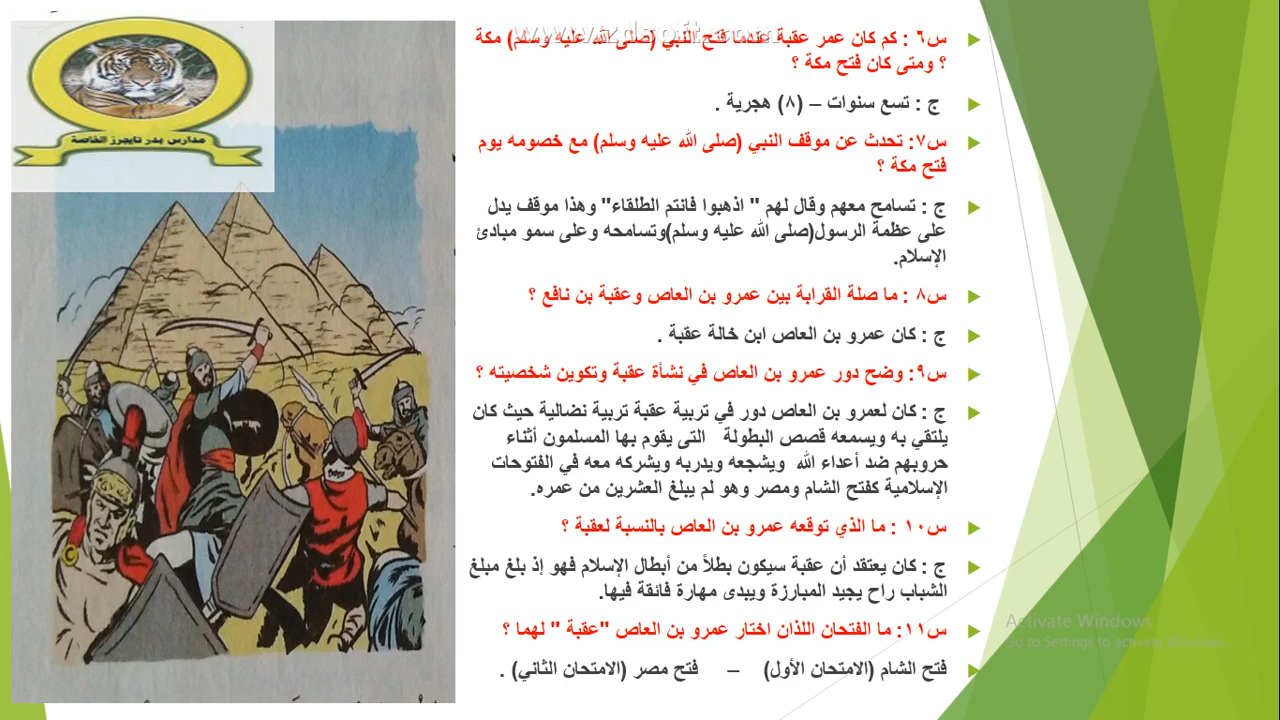 www.vzdapit.com
س٦ : كم كان عمر عقبة عندما فتح النبي (صلى الله عليه وسلم) مكة
؟ ومتى كان فتح مكة ؟
ج : تسع سنوات – (٨) هجرية .
س٧: تحدث عن موقف النبي (صلى الله عليه وسلم) مع خصومه يوم
فتح مكة ؟
ج : تسامح معهم وقال لهم " اذهبوا فانتم الطلقاء" وهذا موقف يدل
على عظمة الرسول(صلى الله عليه وسلم)وتسامحه وعلى سمو مبادئ
الإسلام.
س٨ : ما صلة القرابة بين عمرو بن العاص وعقبة بن نافع ؟
ج : كان عمرو بن العاص ابن خالة عقبة .
س٩: وضح دور عمرو بن العاص في نشأة عقبة وتكوين شخصيته ؟
ج : كان لعمرو بن العاص دور في تربية عقبة تربية نضالية حيث كان
يلتقي به ويسمعه قصص البطولة التى يقوم بها المسلمون أثناء
حروبهم ضد أعداء الله ويشجعه ويدربه ويشركه معه في الفتوحات
الإسلامية كفتح الشام ومصر وهو لم يبلغ العشرين من عمره.
س١٠ : ما الذي توقعه عمرو بن العاص بالنسبة لعقبة ؟
ج : كان يعتقد أن عقبة سيكون بطلاً من أبطال الإسلام فهو إذ بلغ مبلغ
الشباب راح يجيد المبارزة ويبدى مهارة فائقة فيها.
س١١: ما الفتحان اللذان اختار عمرو بن العاص "عقبة " لهما ؟
فتح الشام (الامتحان الأول) – فتح مصر (الامتحان الثاني) .
مدارس بدر تايجرز الخاصة
Activate Windows
Go to Settings to activate Windows.